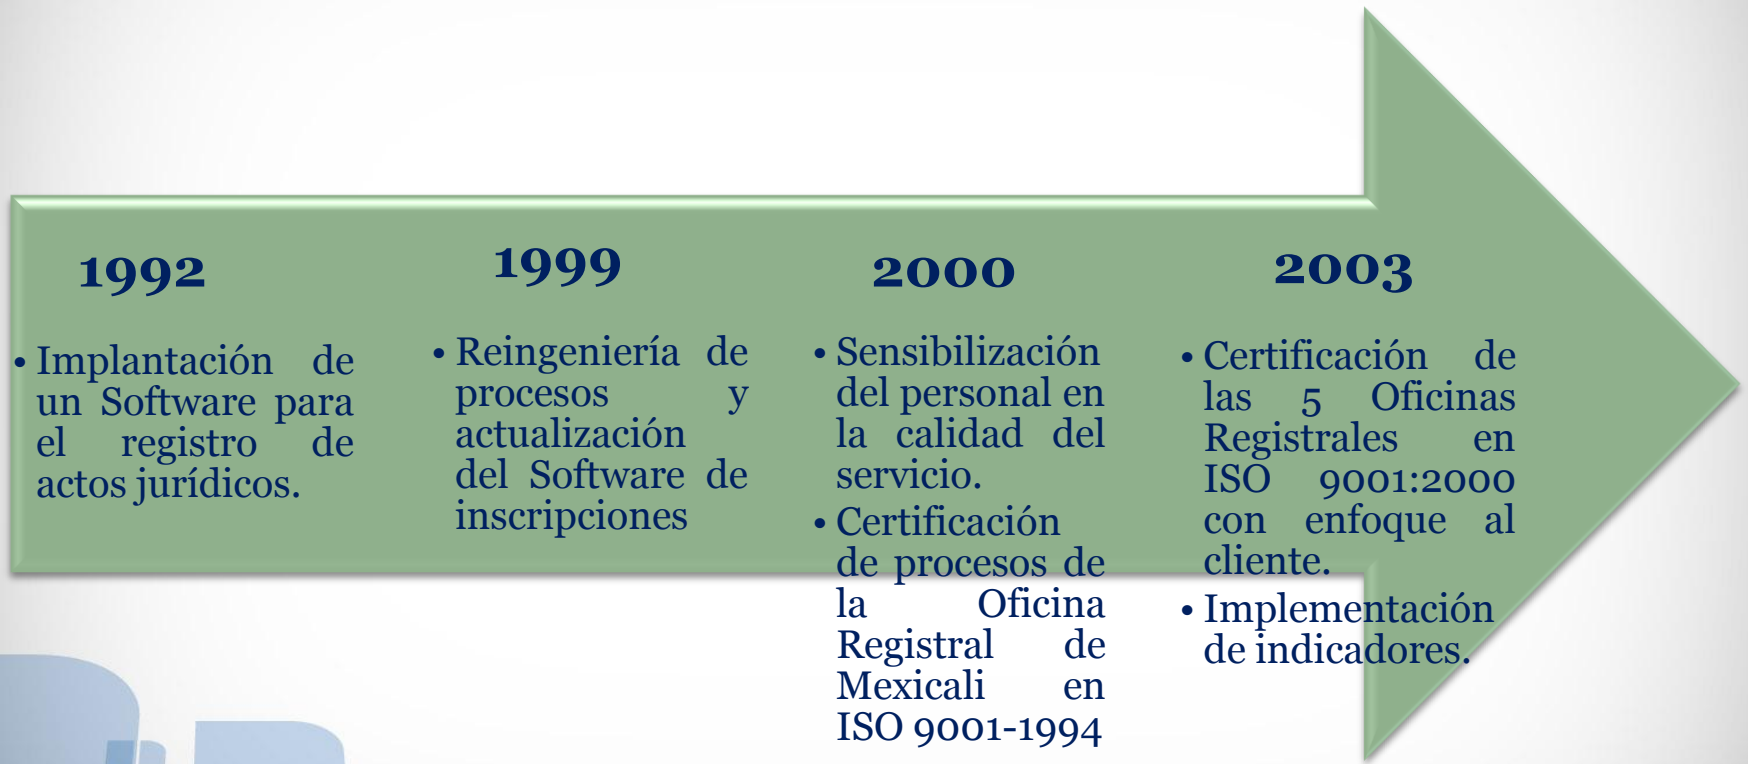 1992
• Implantación de
un Software para
el registro de
actos jurídicos.
1999
• Reingeniería de
procesos y
actualización
del Software de
inscripciones
2000
• Sensibilización
del personal en
la calidad del
servicio.
• Certificación
de procesos de
la Oficina
Registral de
Mexicali en
ISO 9001-1994
2003
• Certificación de
las 5 Oficinas
Registrales en
ISO 9001:2000
con enfoque al
cliente.
• Implementación
de indicadores.